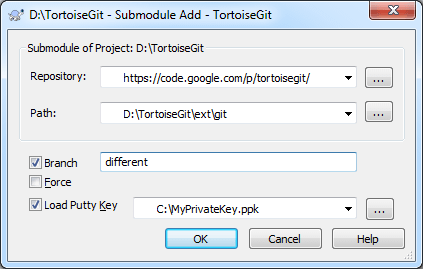 D:\TortoiseGit - Submodule Add - TortoiseGit
Submodule of Project: D:\TortoiseGit
Repository: https://code.google.com/p/tortoisegit/ ...
Path: D:\TortoiseGit\ext\git ...
Branch different
Force
Load Putty Key C:\MyPrivateKey.ppk ...
OK Cancel Help